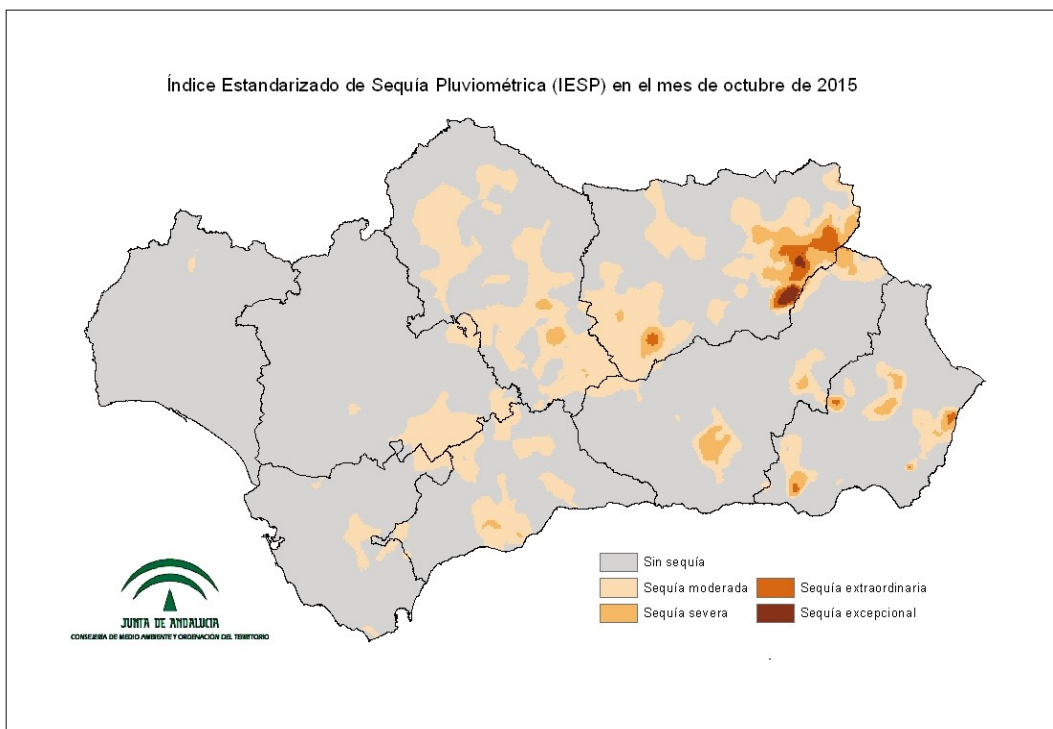 Índice Estandarizado de Sequía Pluviométrica (IESP) en el mes de octubre de 2015
Sin sequía
Sequía moderada
Sequía severa
Sequía extraordinaria
Sequía excepcional
JUNTA DE ANDALUCIA
CONSEJERIA DE MEDIO AMBIENTE Y ORDENACION DEL TERRITORIO